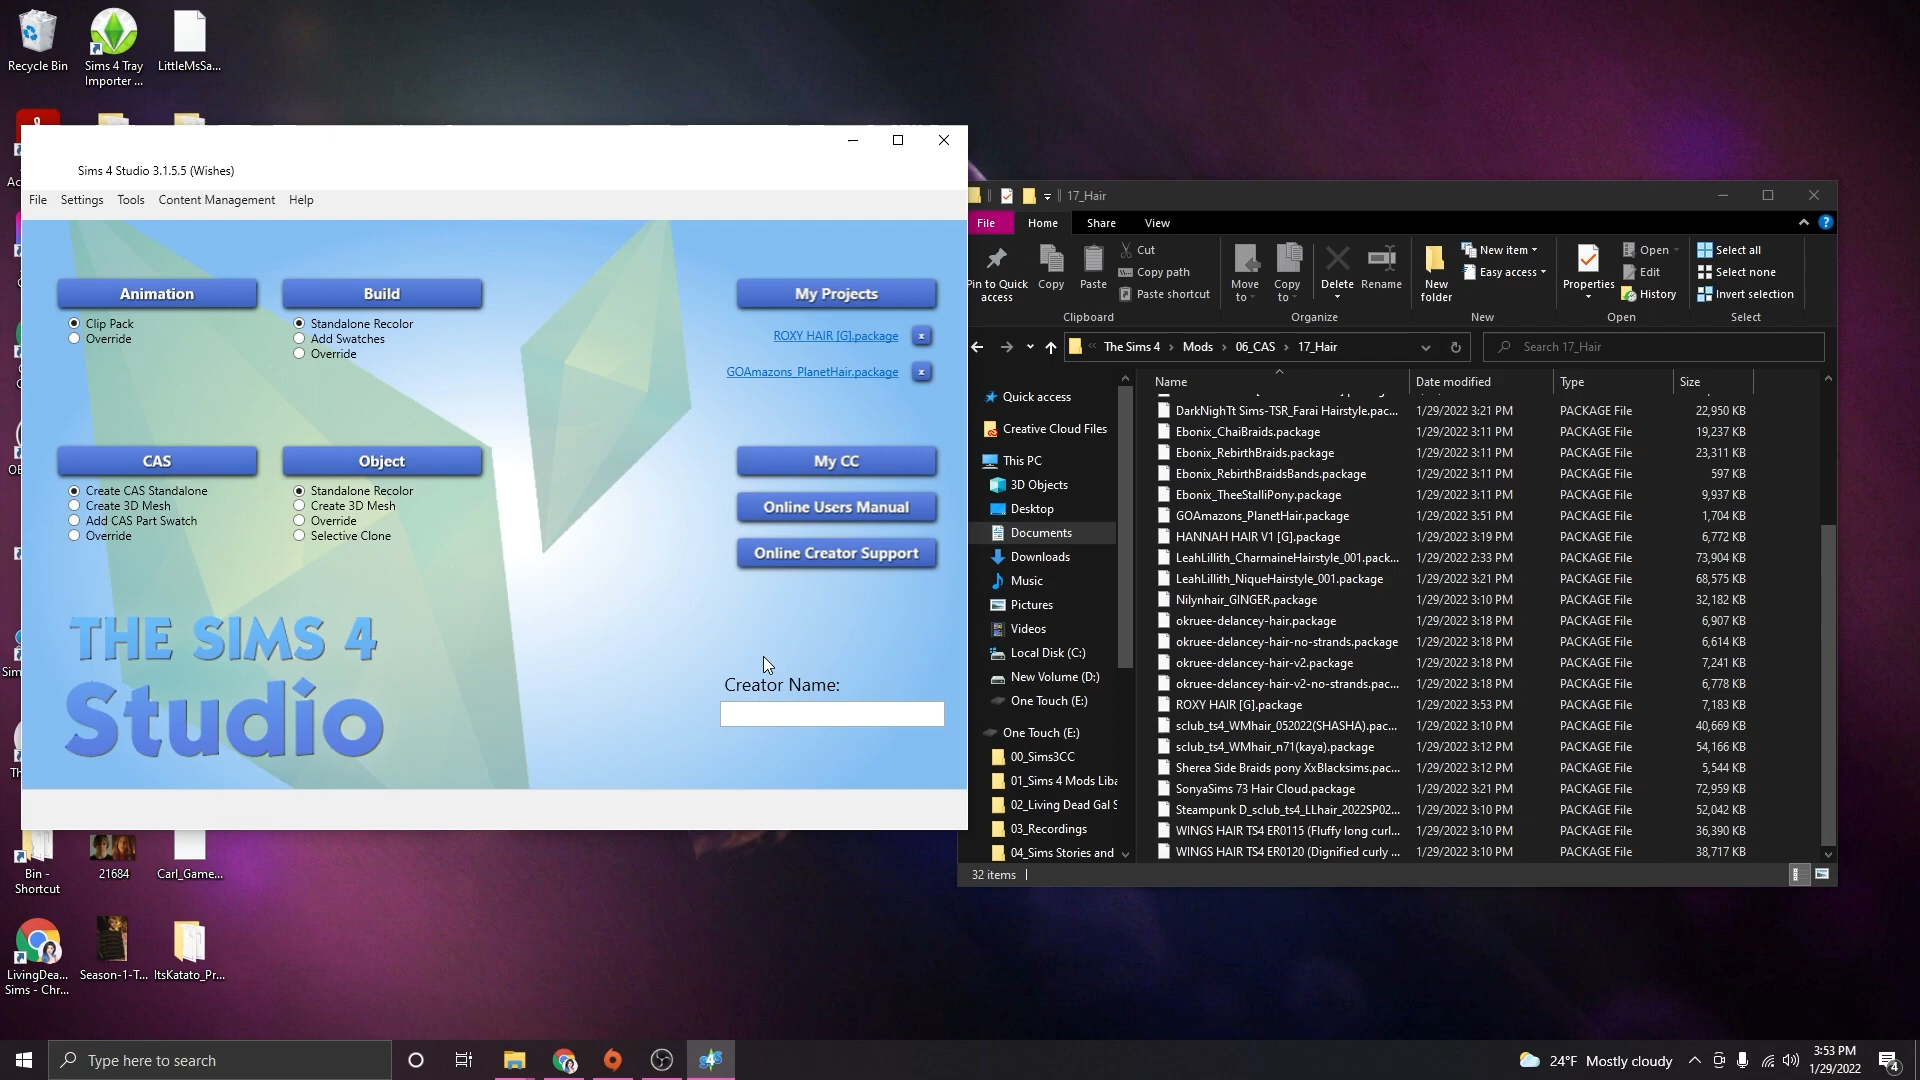 Recycle Bin
Sims 4 Tray
Importer ...
LittleMsSa...
Sims 4 Studio 3.1.5.5 (Wishes)
File Settings Tools Content Management Help
Animation
Clip Pack
Override
Build
Standalone Recolor
Add Swatches
Override
My Projects
ROXY HAIR [G].package
x
GOAmazons_PlanetHair.package
x
CAS
Create CAS Standalone
Create 3D Mesh
Add CAS Part Swatch
Override
Object
Standalone Recolor
Create 3D Mesh
Override
Selective Clone
My CC
Online Users Manual
Online Creator Support
THE SIMS 4
Studio
Creator Name:
17_Hair
File Home Share View
Pin to Quick
access
Copy
Paste
Cut
Copy path
Paste shortcut
Clipboard
Move
to
Copy
to
Delete
Rename
Organize
New
folder
New item
Easy access
New
Properties
Open
Edit
History
Open
Select all
Select none
Invert selection
Select
« The Sims 4 › Mods › 06_CAS › 17_Hair
Search 17_Hair
Quick access
Creative Cloud Files
This PC
3D Objects
Desktop
Documents
Downloads
Music
Pictures
Videos
Local Disk (C:)
New Volume (D:)
One Touch (E:)
One Touch (E:)
00_Sims3CC
01_Sims 4 Mods Liba
02_Living Dead Gal S
03_Recordings
04_Sims Stories and
Name Date modified Type Size
DarkNighTt Sims-TSR_Farai Hairstyle.pac... 1/29/2022 3:21 PM PACKAGE File 22,950 KB
Ebonix_ChaiBraids.package 1/29/2022 3:11 PM PACKAGE File 19,237 KB
Ebonix_RebirthBraids.package 1/29/2022 3:11 PM PACKAGE File 23,311 KB
Ebonix_RebirthBraidsBands.package 1/29/2022 3:11 PM PACKAGE File 597 KB
Ebonix_TheeStalliPony.package 1/29/2022 3:11 PM PACKAGE File 9,937 KB
GOAmazons_PlanetHair.package 1/29/2022 3:51 PM PACKAGE File 1,704 KB
HANNAH HAIR V1 [G].package 1/29/2022 3:19 PM PACKAGE File 6,772 KB
LeahLillith_CharmaineHairstyle_001.pack... 1/29/2022 2:33 PM PACKAGE File 73,904 KB
LeahLillith_NiqueHairstyle_001.package 1/29/2022 3:21 PM PACKAGE File 68,575 KB
Nilynhair_GINGER.package 1/29/2022 3:10 PM PACKAGE File 32,182 KB
okruee-delancey-hair.package 1/29/2022 3:18 PM PACKAGE File 6,907 KB
okruee-delancey-hair-no-strands.package 1/29/2022 3:18 PM PACKAGE File 6,614 KB
okruee-delancey-hair-v2.package 1/29/2022 3:18 PM PACKAGE File 7,241 KB
okruee-delancey-hair-v2-no-strands.pac... 1/29/2022 3:18 PM PACKAGE File 6,778 KB
ROXY HAIR [G].package 1/29/2022 3:53 PM PACKAGE File 7,183 KB
sclub_ts4_WMhair_052022(SHASHA).pac... 1/29/2022 3:10 PM PACKAGE File 40,669 KB
sclub_ts4_WMhair_n71(kaya).package 1/29/2022 3:12 PM PACKAGE File 54,166 KB
Sherea Side Braids pony XxBlacksims.pac... 1/29/2022 3:12 PM PACKAGE File 5,544 KB
SonyaSims 73 Hair Cloud.package 1/29/2022 3:21 PM PACKAGE File 72,959 KB
Steampunk D_sclub_ts4_LLhair_2022SP02... 1/29/2022 3:10 PM PACKAGE File 52,042 KB
WINGS HAIR TS4 ER0115 (Fluffy long curl... 1/29/2022 3:10 PM PACKAGE File 36,390 KB
WINGS HAIR TS4 ER0120 (Dignified curly ... 1/29/2022 3:10 PM PACKAGE File 38,717 KB
32 items
Bin -
Shortcut
21684
Carl_Game...
LivingDea...
Sims - Chr...
Season-1-T...
ItsKatato_Pr...
Type here to search
24°F Mostly cloudy
3:53 PM
1/29/2022
4